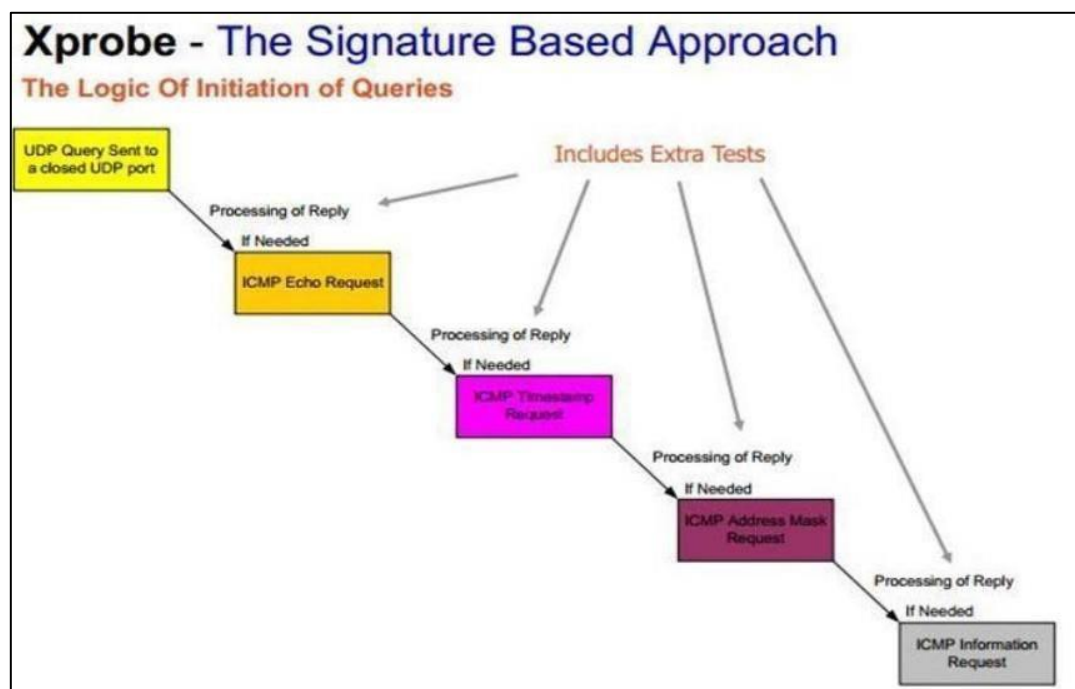 Xprobe - The Signature Based Approach
The Logic Of Initiation of Queries
UDP Query Sent to
a closed UDP port
Includes Extra Tests
Processing of Reply
If Needed
ICMP Echo Request
Processing of Reply
If Needed
ICMP Timestamp
Request
Processing of Reply
If Needed
ICMP Address Mask
Request
Processing of Reply
If Needed
ICMP Information
Request